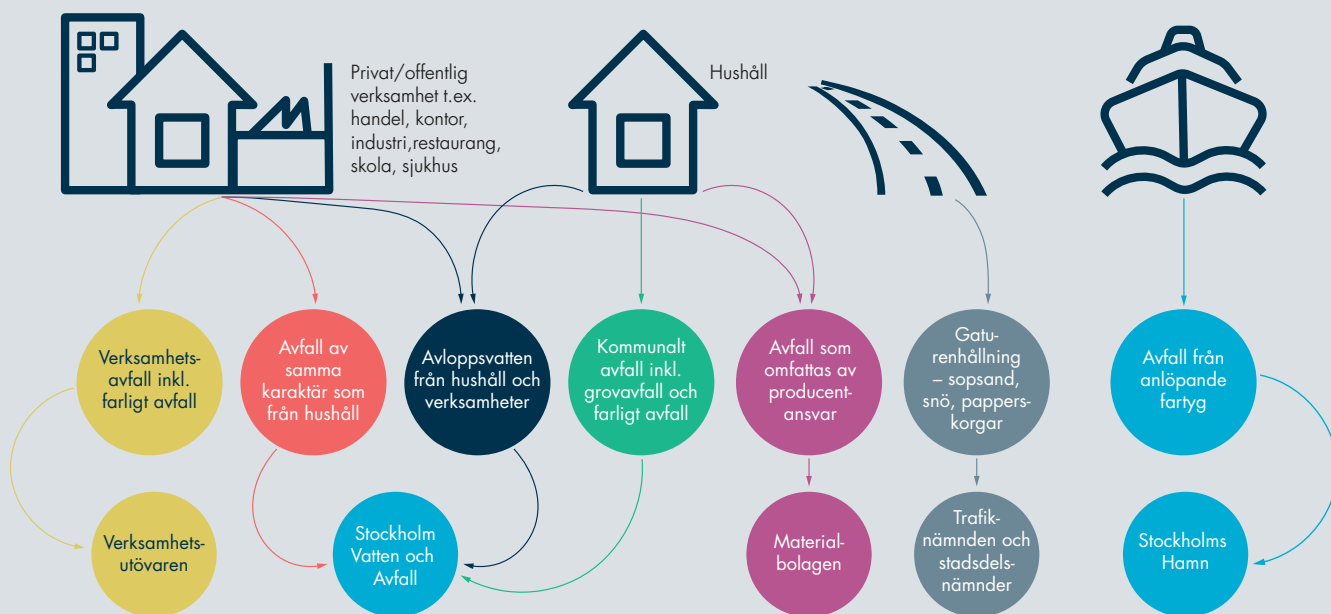 Privat/offentlig
verksamhet t.ex.
handel, kontor,
industri,restaurang,
skola, sjukhus
Hushåll
Verksamhets-
avfall inkl.
farligt avfall
Avfall av
samma
karaktär som
från hushåll
Avloppsvatten
från hushåll och
verksamheter
Kommunalt
avfall inkl.
grovavfall och
farligt avfall
Avfall som
omfattas av
producent-
ansvar
Gatu-
renhållning
– sopsand,
snö, pappers-
korgar
Avfall från
anlöpande
fartyg
Verksamhets-
utövaren
Stockholm
Vatten och
Avfall
Material-
bolagen
Trafik-
nämnden och
stadsdels-
nämnder
Stockholms
Hamn